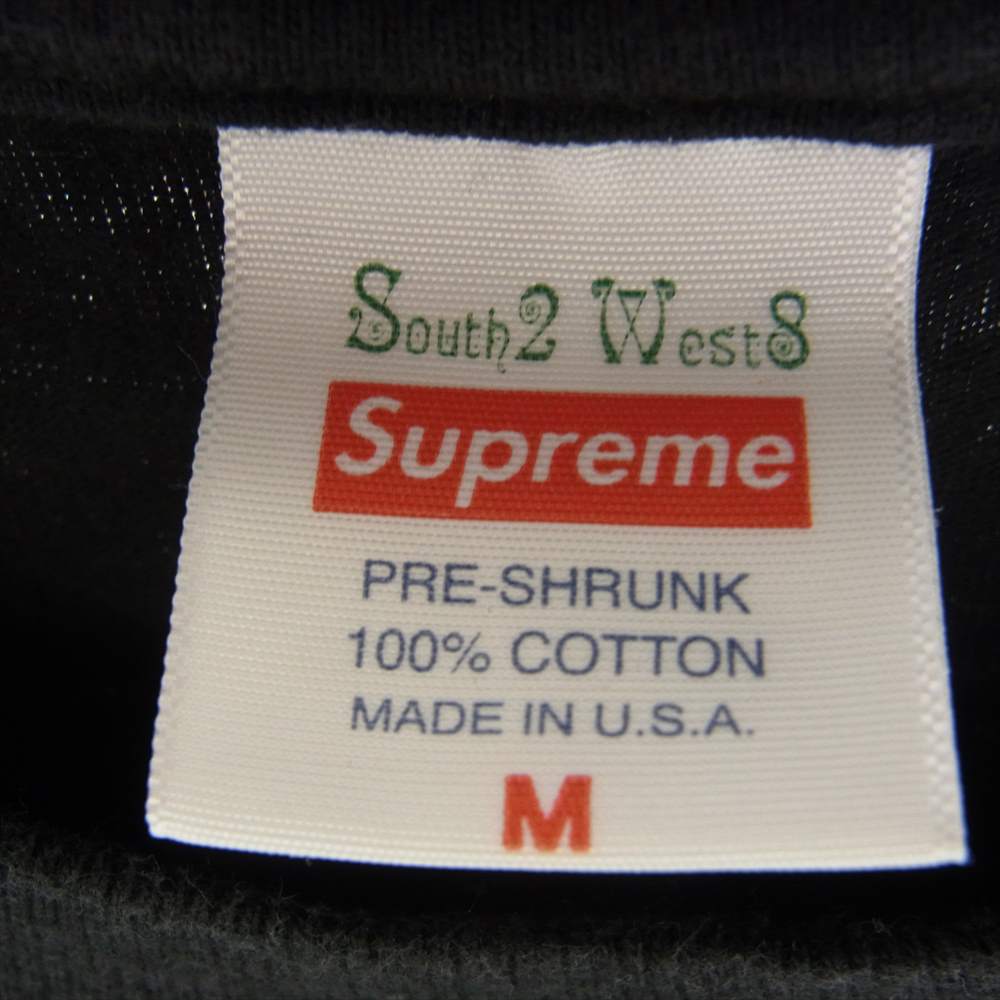 South2 West8
Supreme
PRE-SHRUNK
100% COTTON
MADE IN U.S.A.
M